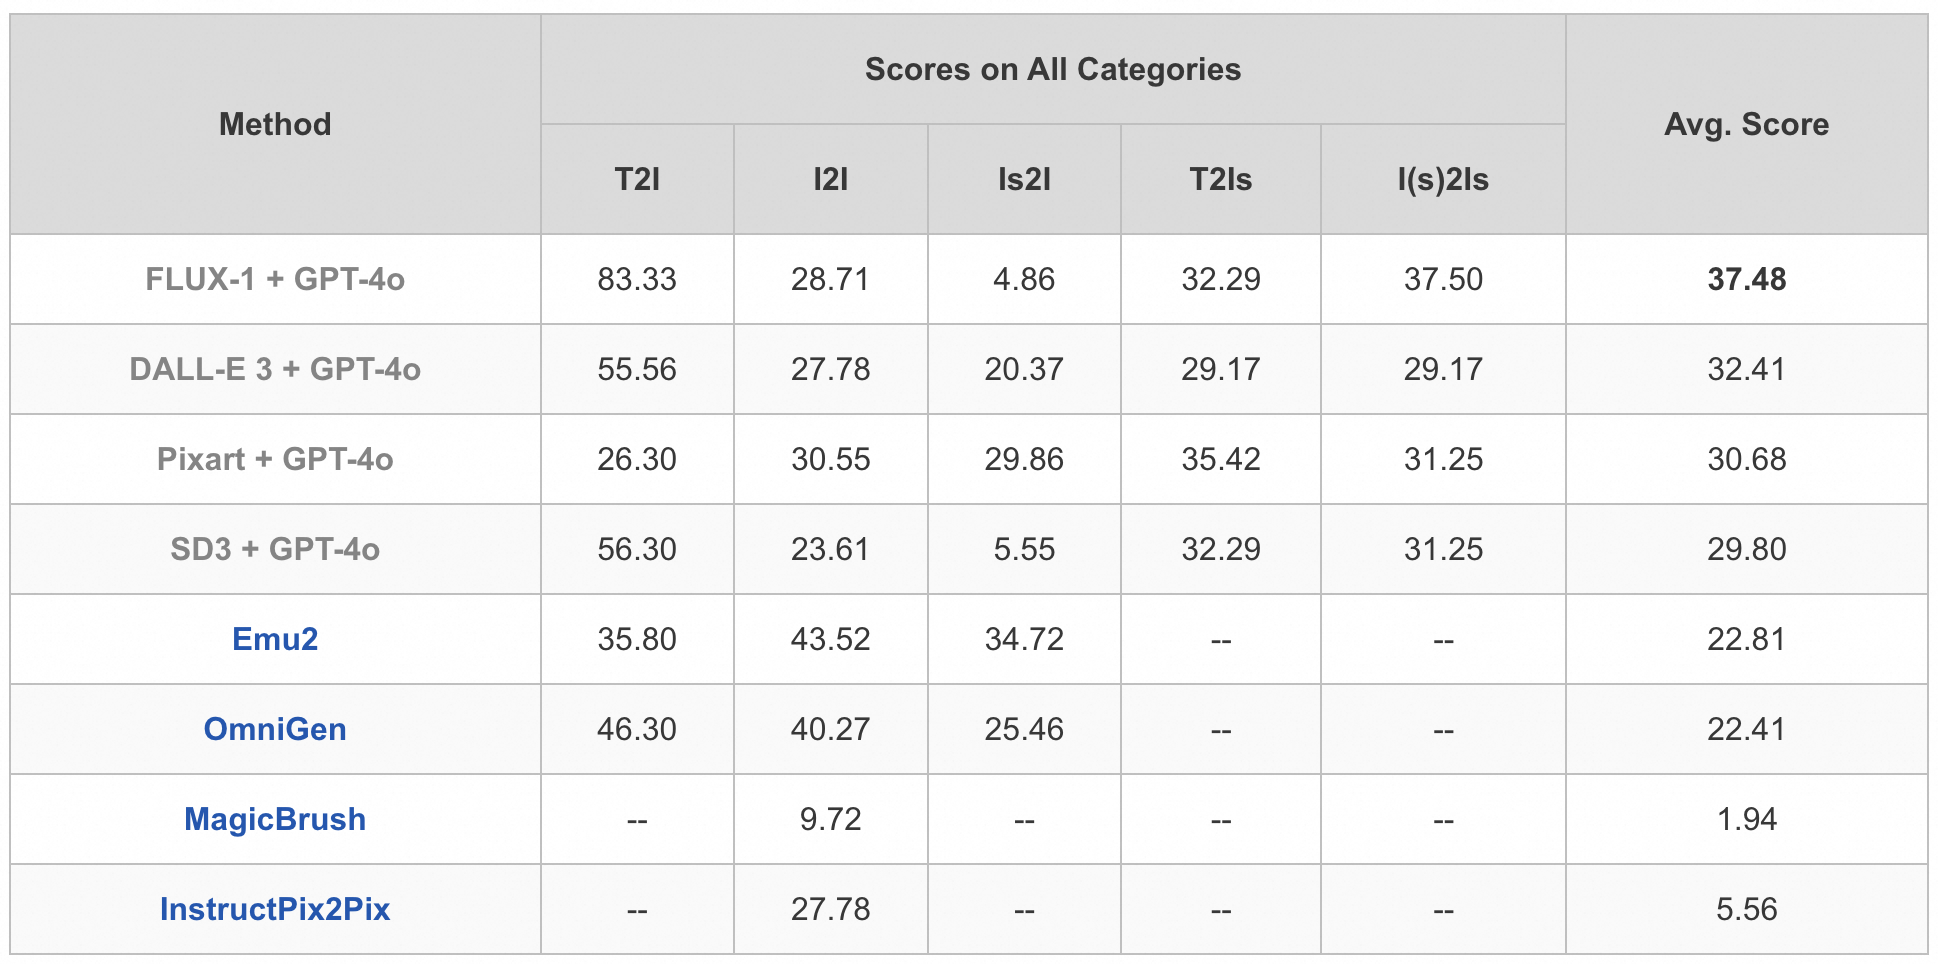 Method Scores on All Categories Avg. Score
T2I I2I Is2I T2Is I(s)2Is
FLUX-1 + GPT-4o 83.33 28.71 4.86 32.29 37.50 37.48
DALL-E 3 + GPT-4o 55.56 27.78 20.37 29.17 29.17 32.41
Pixart + GPT-4o 26.30 30.55 29.86 35.42 31.25 30.68
SD3 + GPT-4o 56.30 23.61 5.55 32.29 31.25 29.80
Emu2 35.80 43.52 34.72 -- -- 22.81
OmniGen 46.30 40.27 25.46 -- -- 22.41
MagicBrush -- 9.72 -- -- -- 1.94
InstructPix2Pix -- 27.78 -- -- -- 5.56